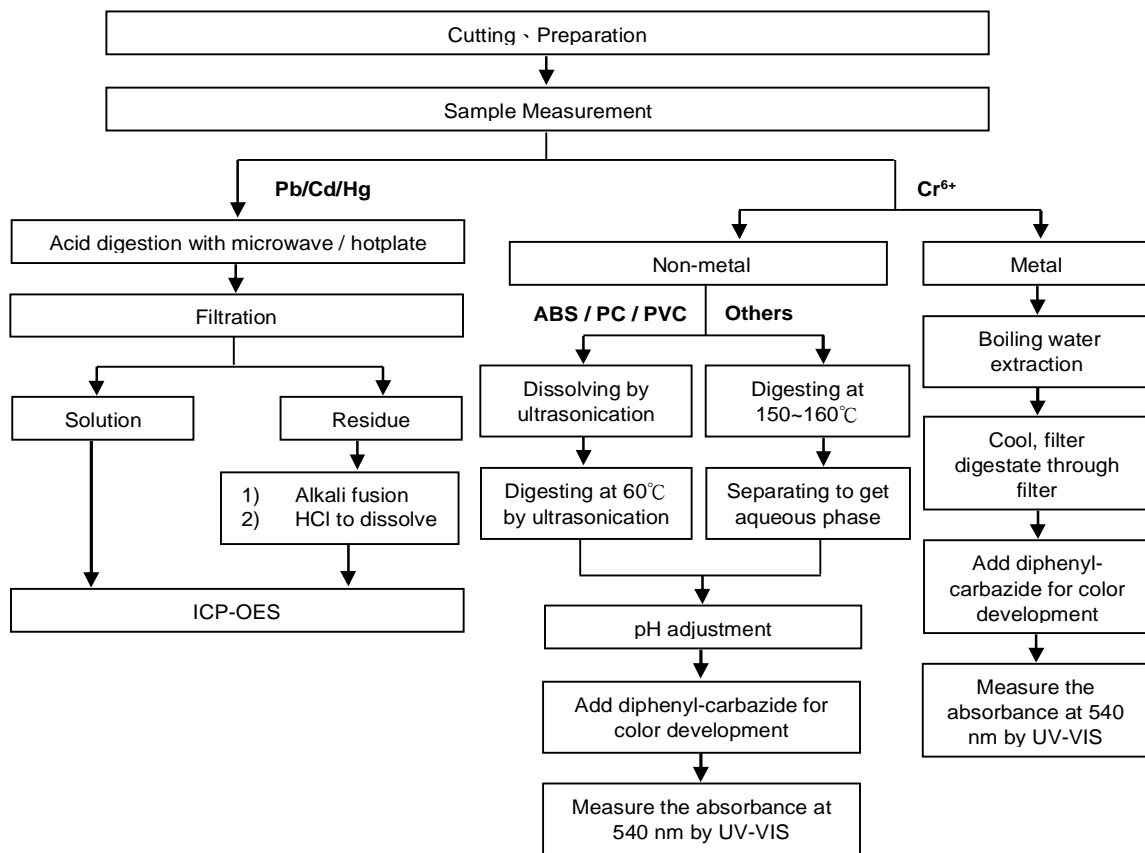 Cutting、Preparation
Sample Measurement
Pb/Cd/Hg
Cr⁶⁺
Acid digestion with microwave / hotplate
Non-metal
Metal
Filtration
ABS / PC / PVC
Others
Boiling water
extraction
Solution
Residue
Dissolving by
ultrasonication
Digesting at
150~160℃
Cool, filter
digestate through
filter
1) Alkali fusion
2) HCl to dissolve
Digesting at 60℃
by ultrasonication
Separating to get
aqueous phase
Add diphenyl-
carbazide for color
development
ICP-OES
pH adjustment
Measure the
absorbance at 540
nm by UV-VIS
Add diphenyl-carbazide for
color development
Measure the absorbance at
540 nm by UV-VIS